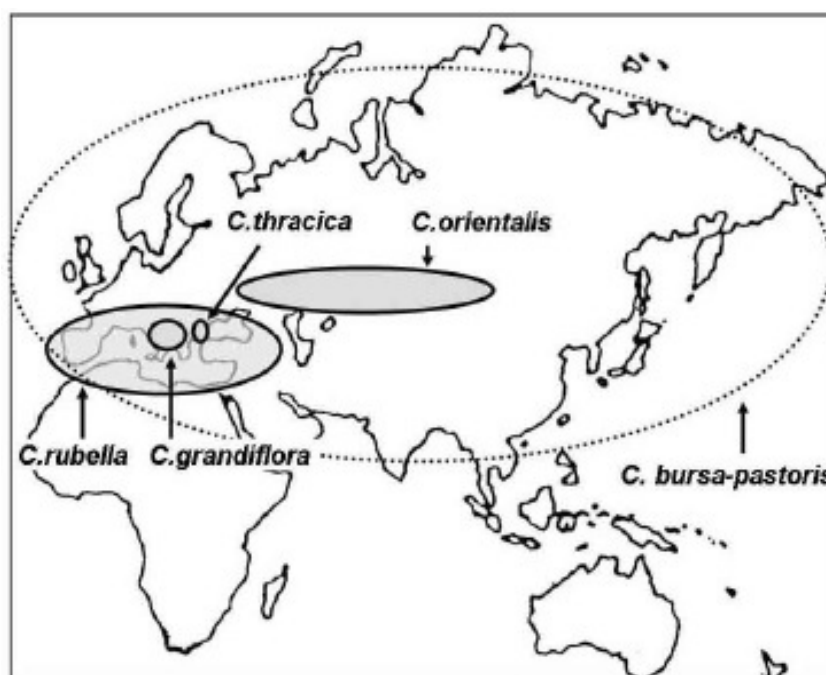 C.thracica
C.orientalis
C.rubella
C.grandiflora
C. bursa-pastoris